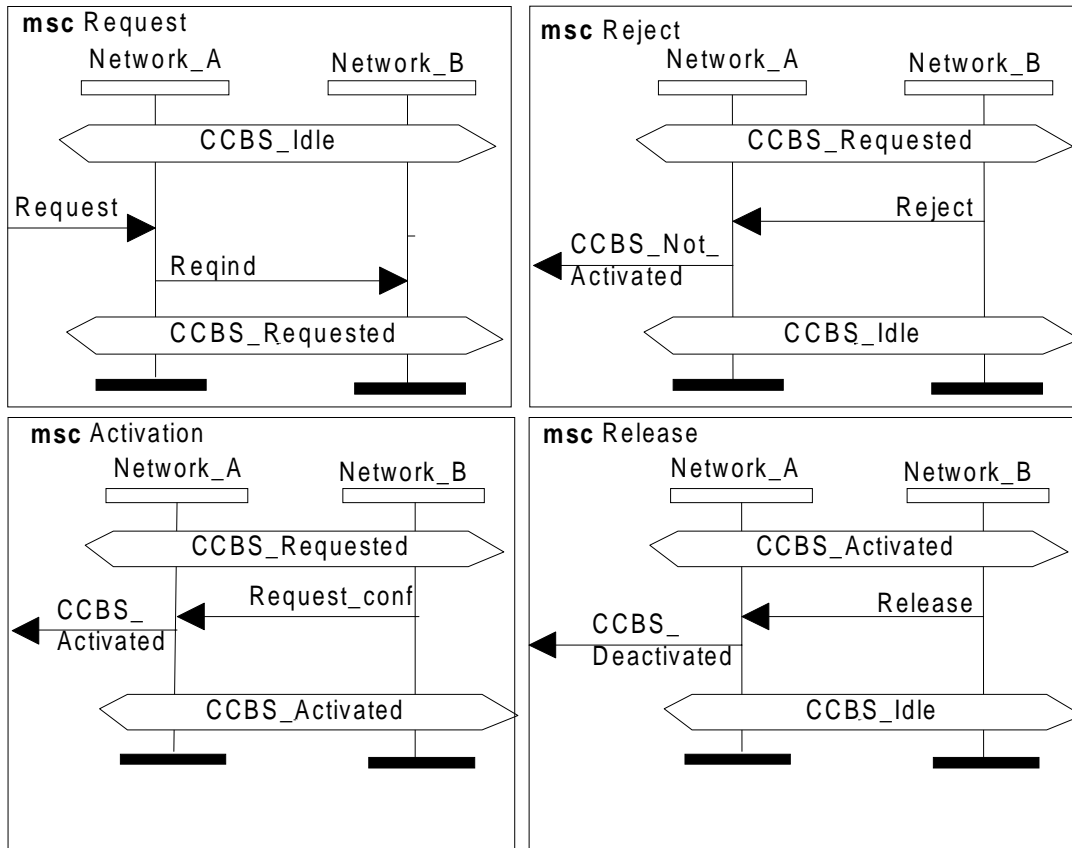 msc Request
Network_A
Network_B
CCBS_Idle
Request
Reqind
CCBS_Requested
msc Reject
Network_A
Network_B
CCBS_Requested
Reject
CCBS_Not_
Activated
CCBS_Idle
msc Activation
Network_A
Network_B
CCBS_Requested
Request_conf
CCBS_
Activated
CCBS_Activated
msc Release
Network_A
Network_B
CCBS_Activated
Release
CCBS_
Deactivated
CCBS_Idle